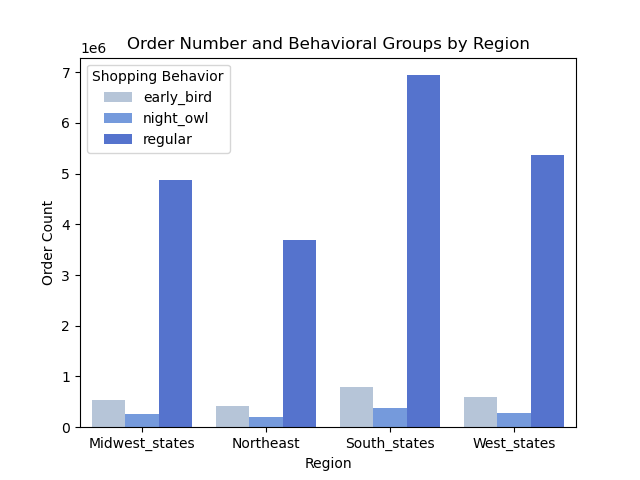 Order Number and Behavioral Groups by Region
1e6
Shopping Behavior
early_bird
night_owl
regular
7
6
5
4
3
2
1
0
Order Count
Midwest_states Northeast South_states West_states
Region